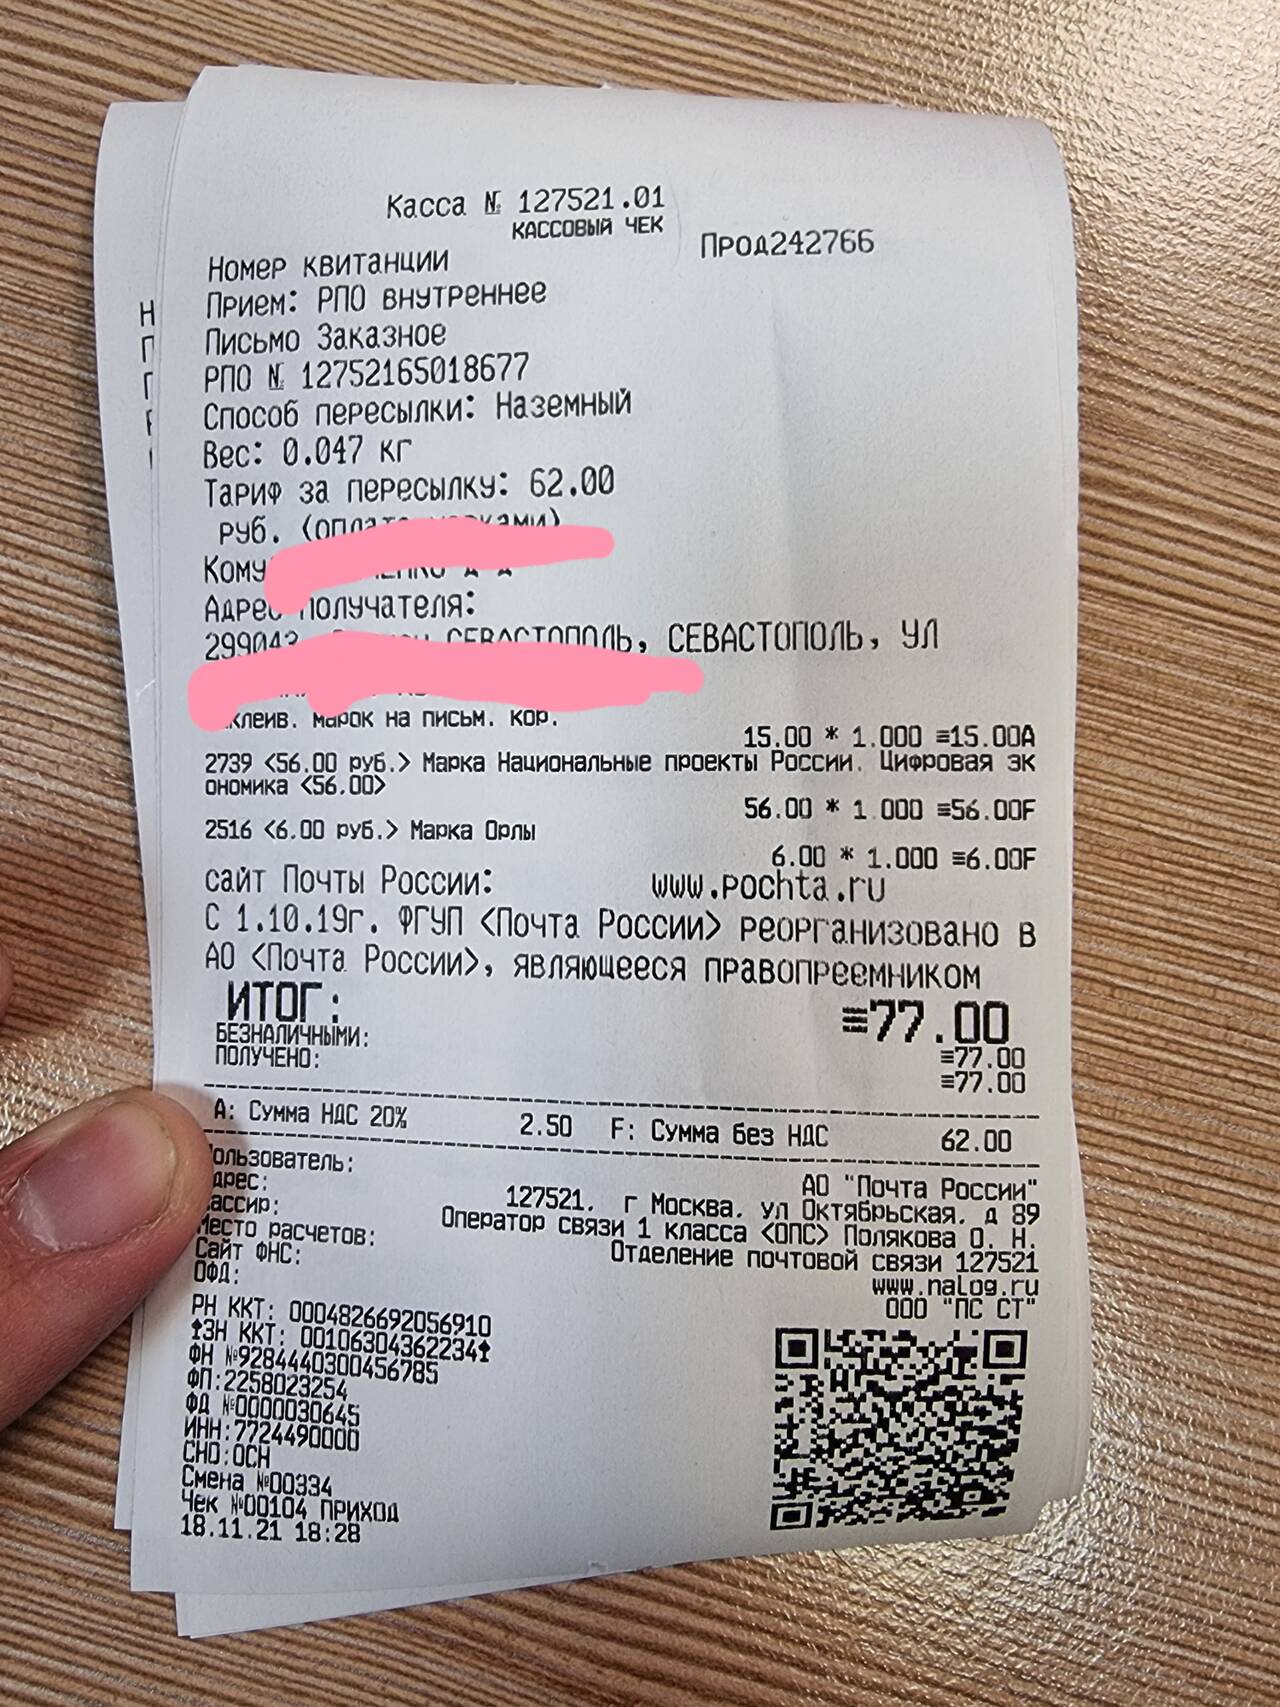 Касса № 127521.01
КАССОВЫЙ ЧЕК
Прод242766
Номер квитанции
Прием: РПО внутреннее
Письмо Заказное
РПО № 12752165018677
Способ пересылки: Наземный
Вес: 0.047 кг
Тариф за пересылку: 62.00
руб.
Кому
Адрес получателя:
СЕВАСТОПОЛЬ, СЕВАСТОПОЛЬ, УЛ
марок на письм. кор.
15.00 * 1.000 ≡15.00А
2739 <56.00 руб.> Марка Национальные проекты России. Цифровая эк
ономика <56.00>
56.00 * 1.000 ≡56.00F
2516 <6.00 руб.> Марка Орлы
6.00 * 1.000 ≡6.00F
сайт Почты России: www.pochta.ru
С 1.10.19г. ФГУП <Почта России> реорганизовано в
АО <Почта России>, являющееся правопреемником
ИТОГ: ≡77.00
БЕЗНАЛИЧНЫМИ: ≡77.00
ПОЛУЧЕНО: ≡77.00
А: Сумма НДС 20% 2.50 F: Сумма без НДС 62.00
ользователь: АО "Почта России"
дрес: 127521, г Москва, ул Октябрьская, д 89
ассир: Оператор связи 1 класса <ОПС> Полякова О. Н.
Место расчетов: Отделение почтовой связи 127521
Сайт ФНС: www.nalog.ru
ОФД: ООО "ПС СТ"
РН ККТ: 0004826692056910
ЗН ККТ: 00106304362234
ФН №9284440300456785
ФП:2258023254
ФД №0000030645
ИНН:7724490000
СНО:ОСН
Смена №00334
Чек №00104 ПРИХОД
18.11.21 18:28